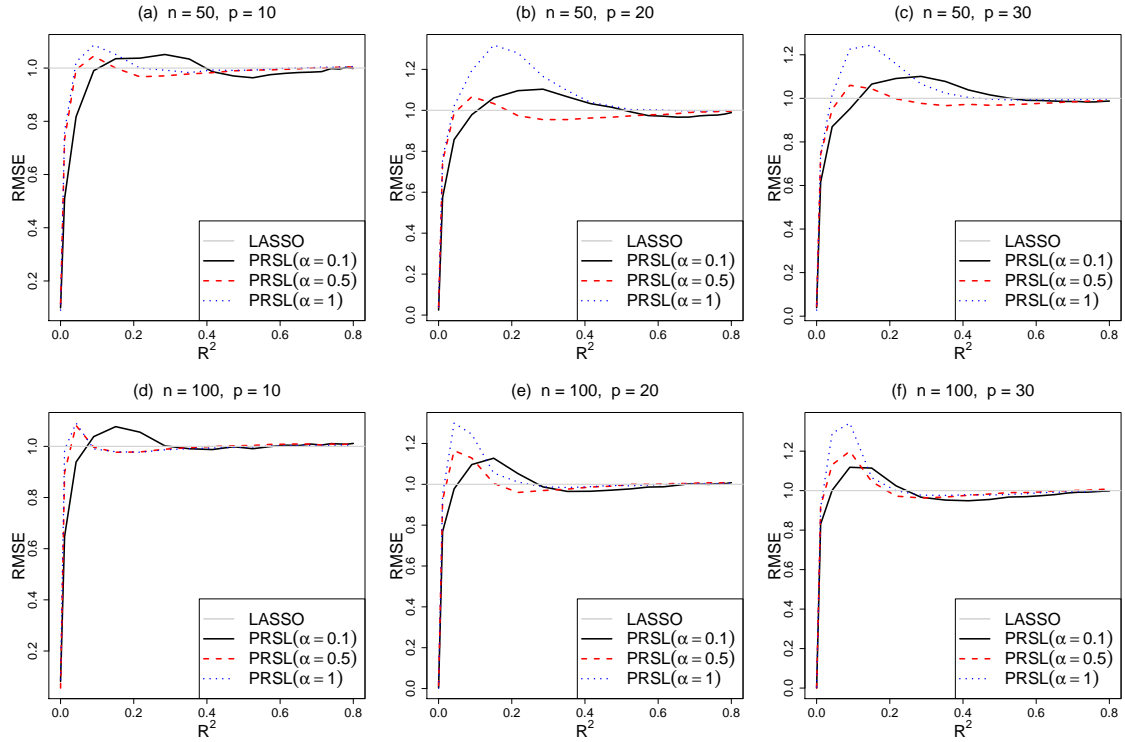 (a) n = 50, p = 10
RMSE
1.0
0.8
0.6
0.4
0.2
LASSO
PRSL(α = 0.1)
PRSL(α = 0.5)
PRSL(α = 1)
0.0 0.2 0.4 0.6 0.8
R²
(b) n = 50, p = 20
RMSE
1.2
1.0
0.8
0.6
0.4
0.2
0.0
LASSO
PRSL(α = 0.1)
PRSL(α = 0.5)
PRSL(α = 1)
0.0 0.2 0.4 0.6 0.8
R²
(c) n = 50, p = 30
RMSE
1.2
1.0
0.8
0.6
0.4
0.2
0.0
LASSO
PRSL(α = 0.1)
PRSL(α = 0.5)
PRSL(α = 1)
0.0 0.2 0.4 0.6 0.8
R²
(d) n = 100, p = 10
RMSE
1.0
0.8
0.6
0.4
0.2
LASSO
PRSL(α = 0.1)
PRSL(α = 0.5)
PRSL(α = 1)
0.0 0.2 0.4 0.6 0.8
R²
(e) n = 100, p = 20
RMSE
1.2
1.0
0.8
0.6
0.4
0.2
0.0
LASSO
PRSL(α = 0.1)
PRSL(α = 0.5)
PRSL(α = 1)
0.0 0.2 0.4 0.6 0.8
R²
(f) n = 100, p = 30
RMSE
1.2
1.0
0.8
0.6
0.4
0.2
0.0
LASSO
PRSL(α = 0.1)
PRSL(α = 0.5)
PRSL(α = 1)
0.0 0.2 0.4 0.6 0.8
R²